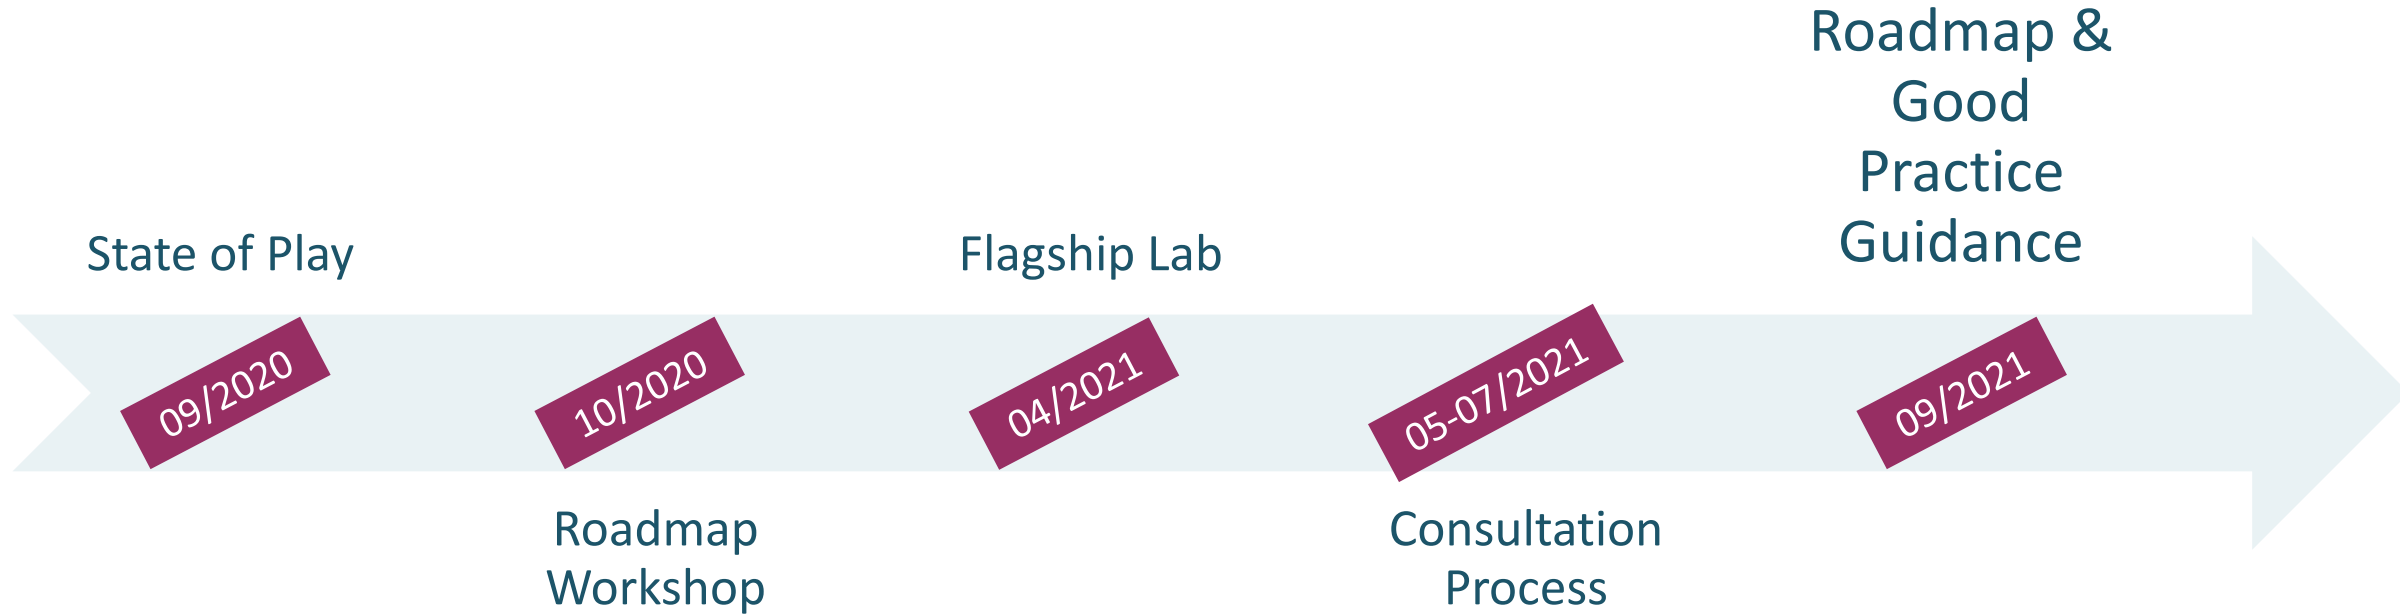 State of Play
09/2020
10/2020
Roadmap
Workshop
Flagship Lab
04/2021
05-07/2021
Consultation
Process
Roadmap &
Good
Practice
Guidance
09/2021